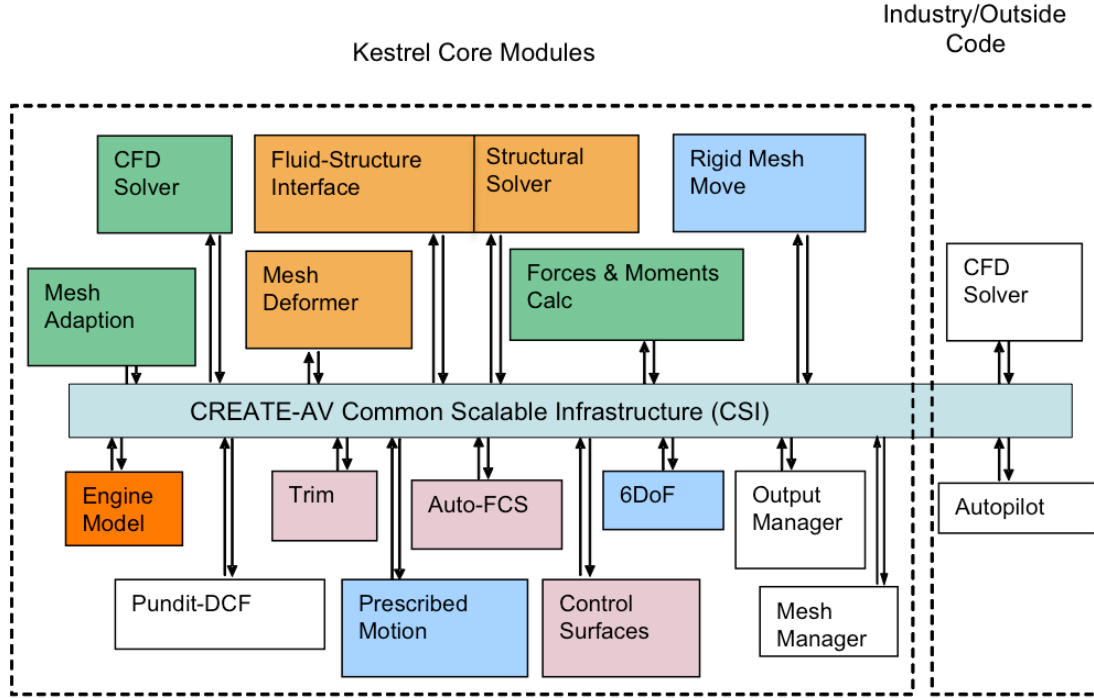 Industry/Outside
Code
Kestrel Core Modules
CFD
Solver
Fluid-Structure
Interface
Structural
Solver
Rigid Mesh
Move
Mesh
Adaption
Mesh
Deformer
Forces & Moments
Calc
CFD
Solver
CREATE-AV Common Scalable Infrastructure (CSI)
Engine
Model
Trim
Auto-FCS
6DoF
Output
Manager
Autopilot
Pundit-DCF
Prescribed
Motion
Control
Surfaces
Mesh
Manager